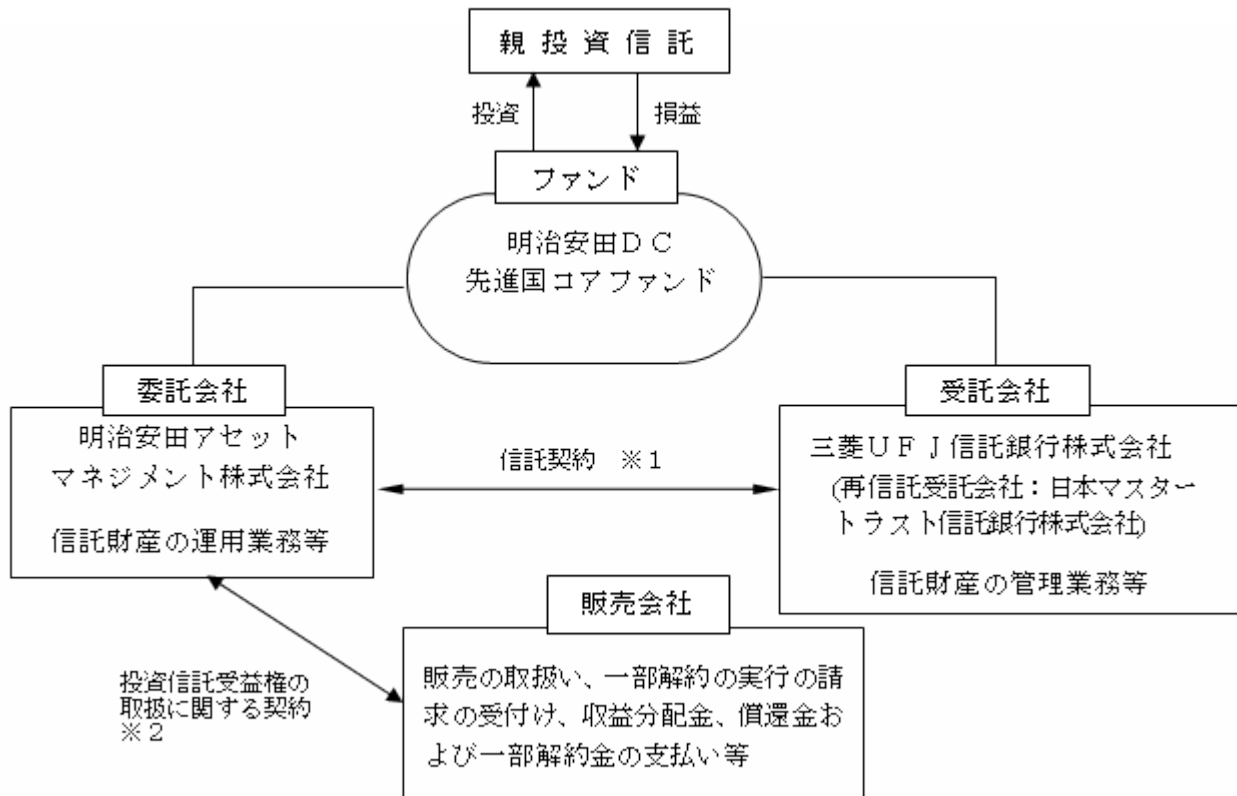 親投資信託
投資
損益
ファンド
明治安田ＤＣ
先進国コアファンド
委託会社
明治安田アセット
マネジメント株式会社
信託財産の運用業務等
信託契約　※１
受託会社
三菱ＵＦＪ信託銀行株式会社
(再信託受託会社：日本マスター
トラスト信託銀行株式会社)
信託財産の管理業務等
投資信託受益権の
取扱に関する契約
※２
販売会社
販売の取扱い、一部解約の実行の請
求の受付け、収益分配金、償還金お
よび一部解約金の支払い等